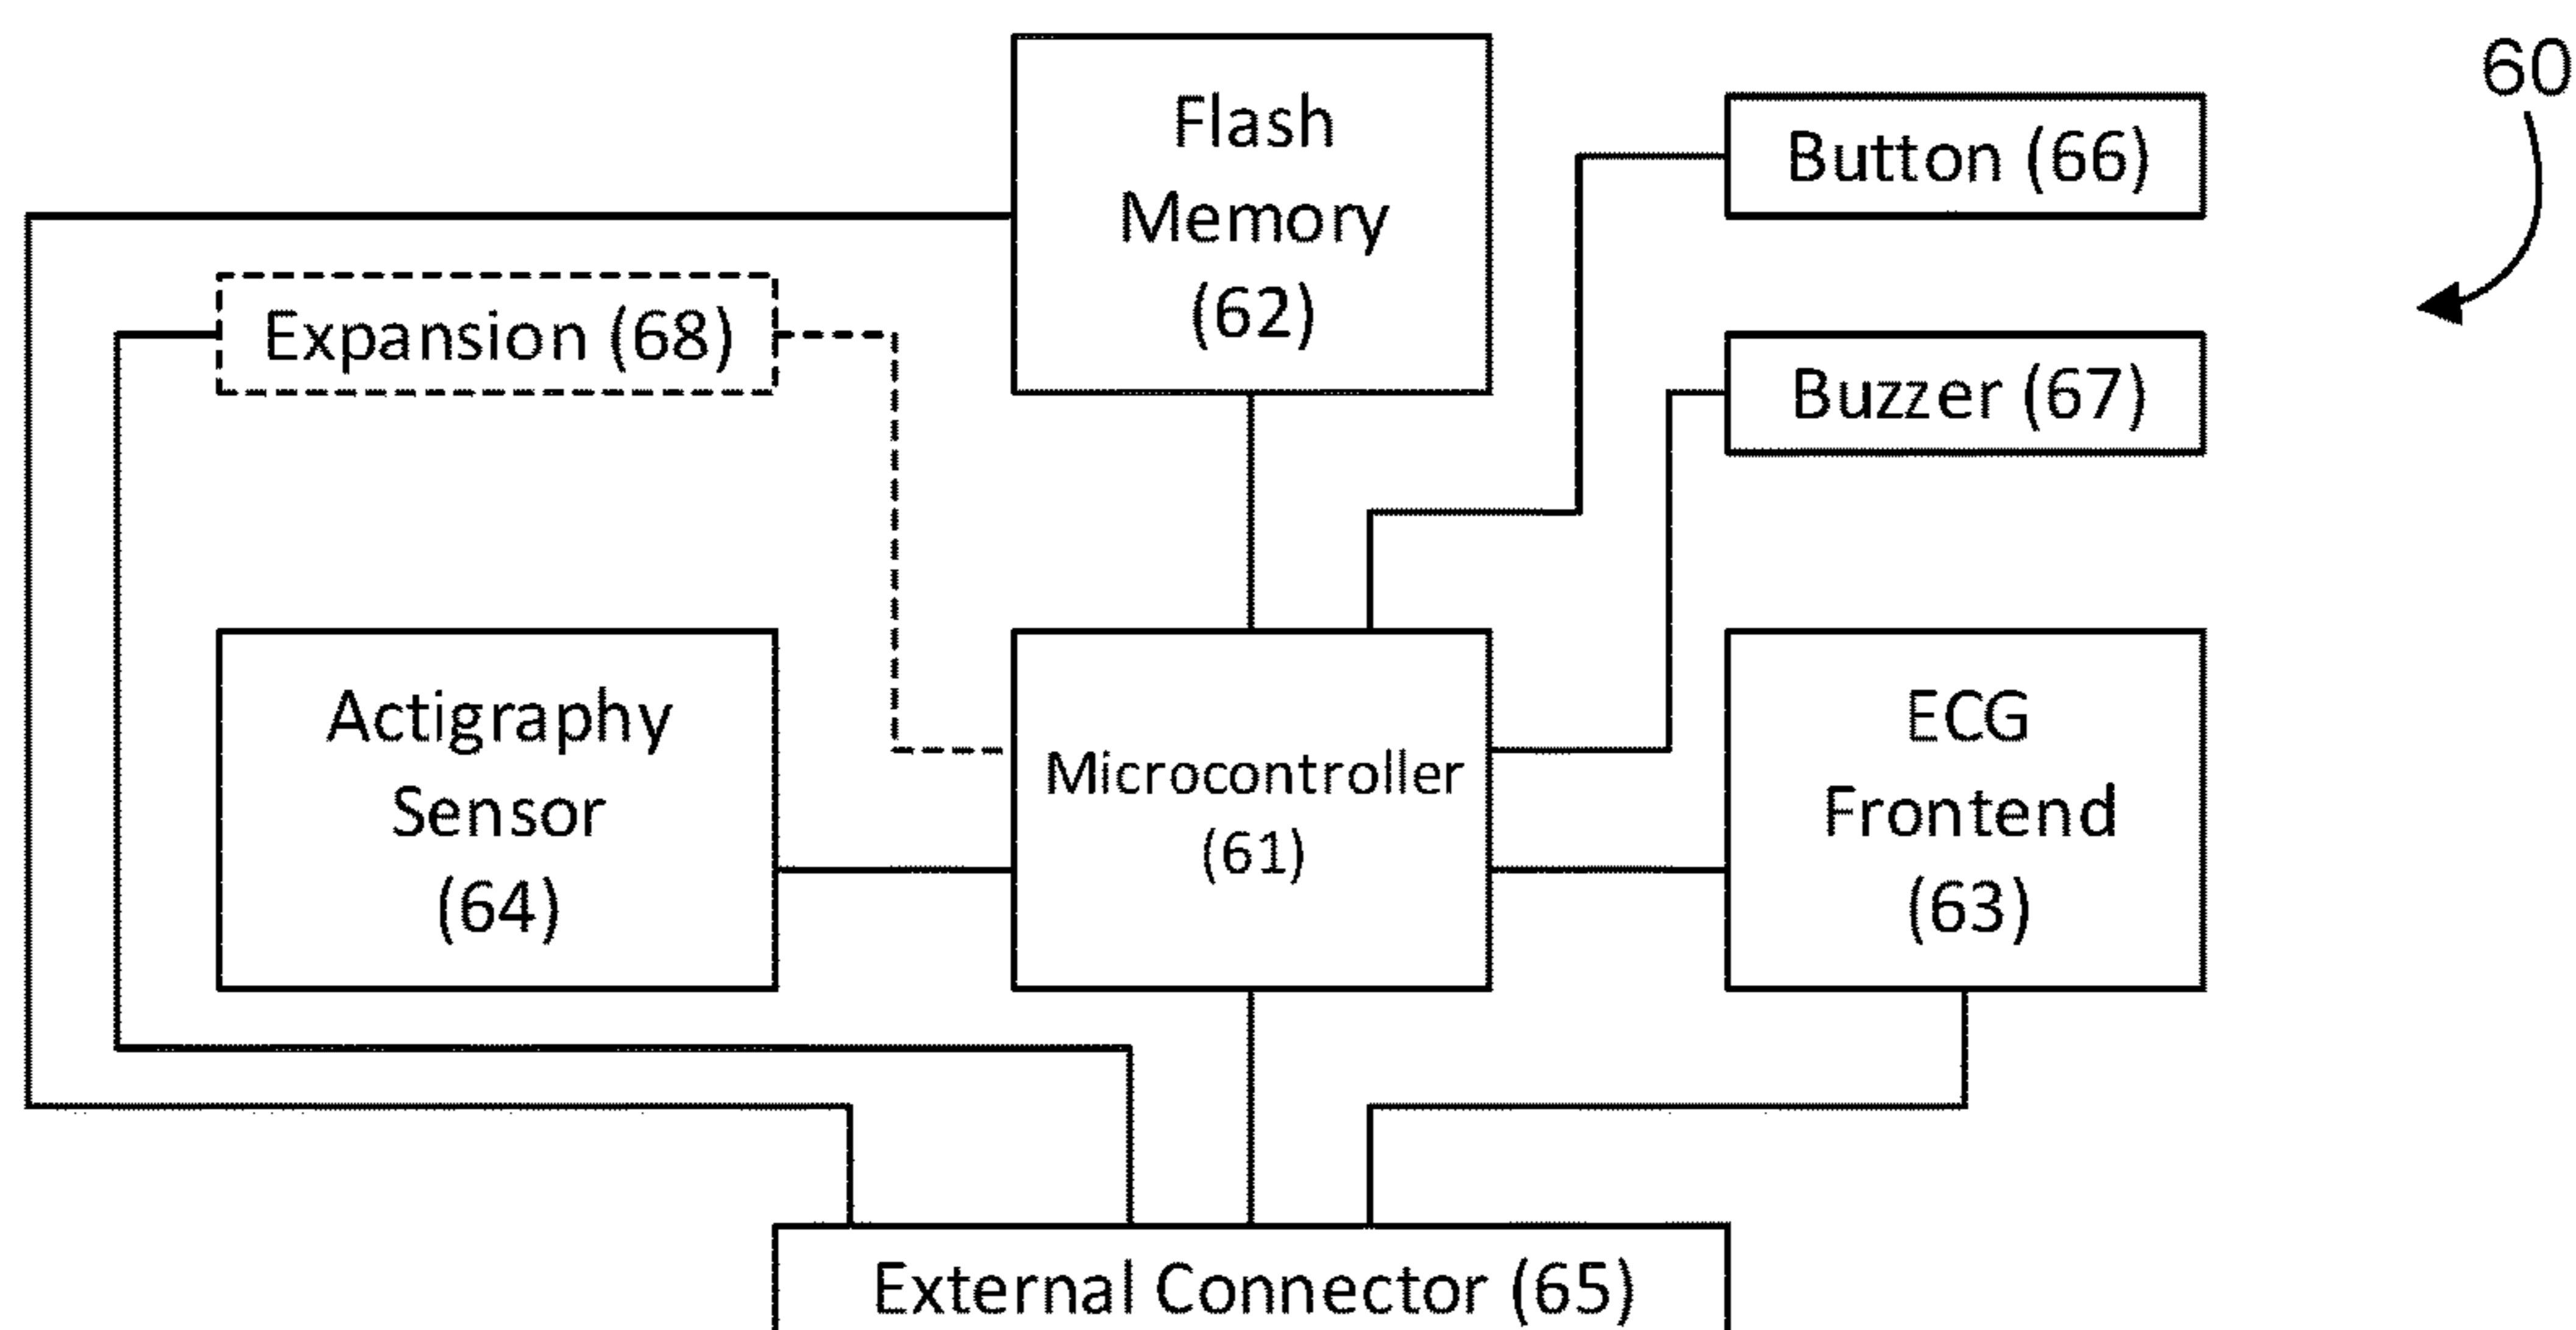 60
Flash
Memory
(62)
Button (66)
Expansion (68)
Buzzer (67)
Actigraphy
Sensor
(64)
Microcontroller
(61)
ECG
Frontend
(63)
External Connector (65)